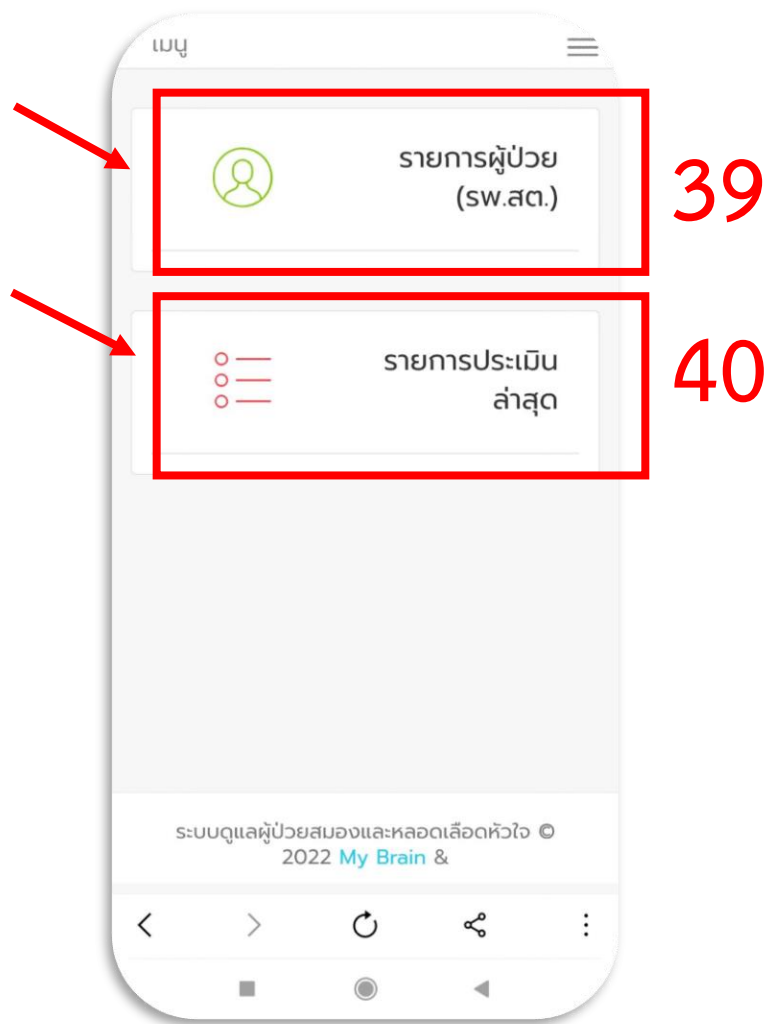 เมนู
รายการผู้ป่วย
(รพ.สต.)
39
รายการประเมิน
ล่าสุด
40
ระบบดูแลผู้ป่วยสมองและหลอดเลือดหัวใจ ©
2022 My Brain &